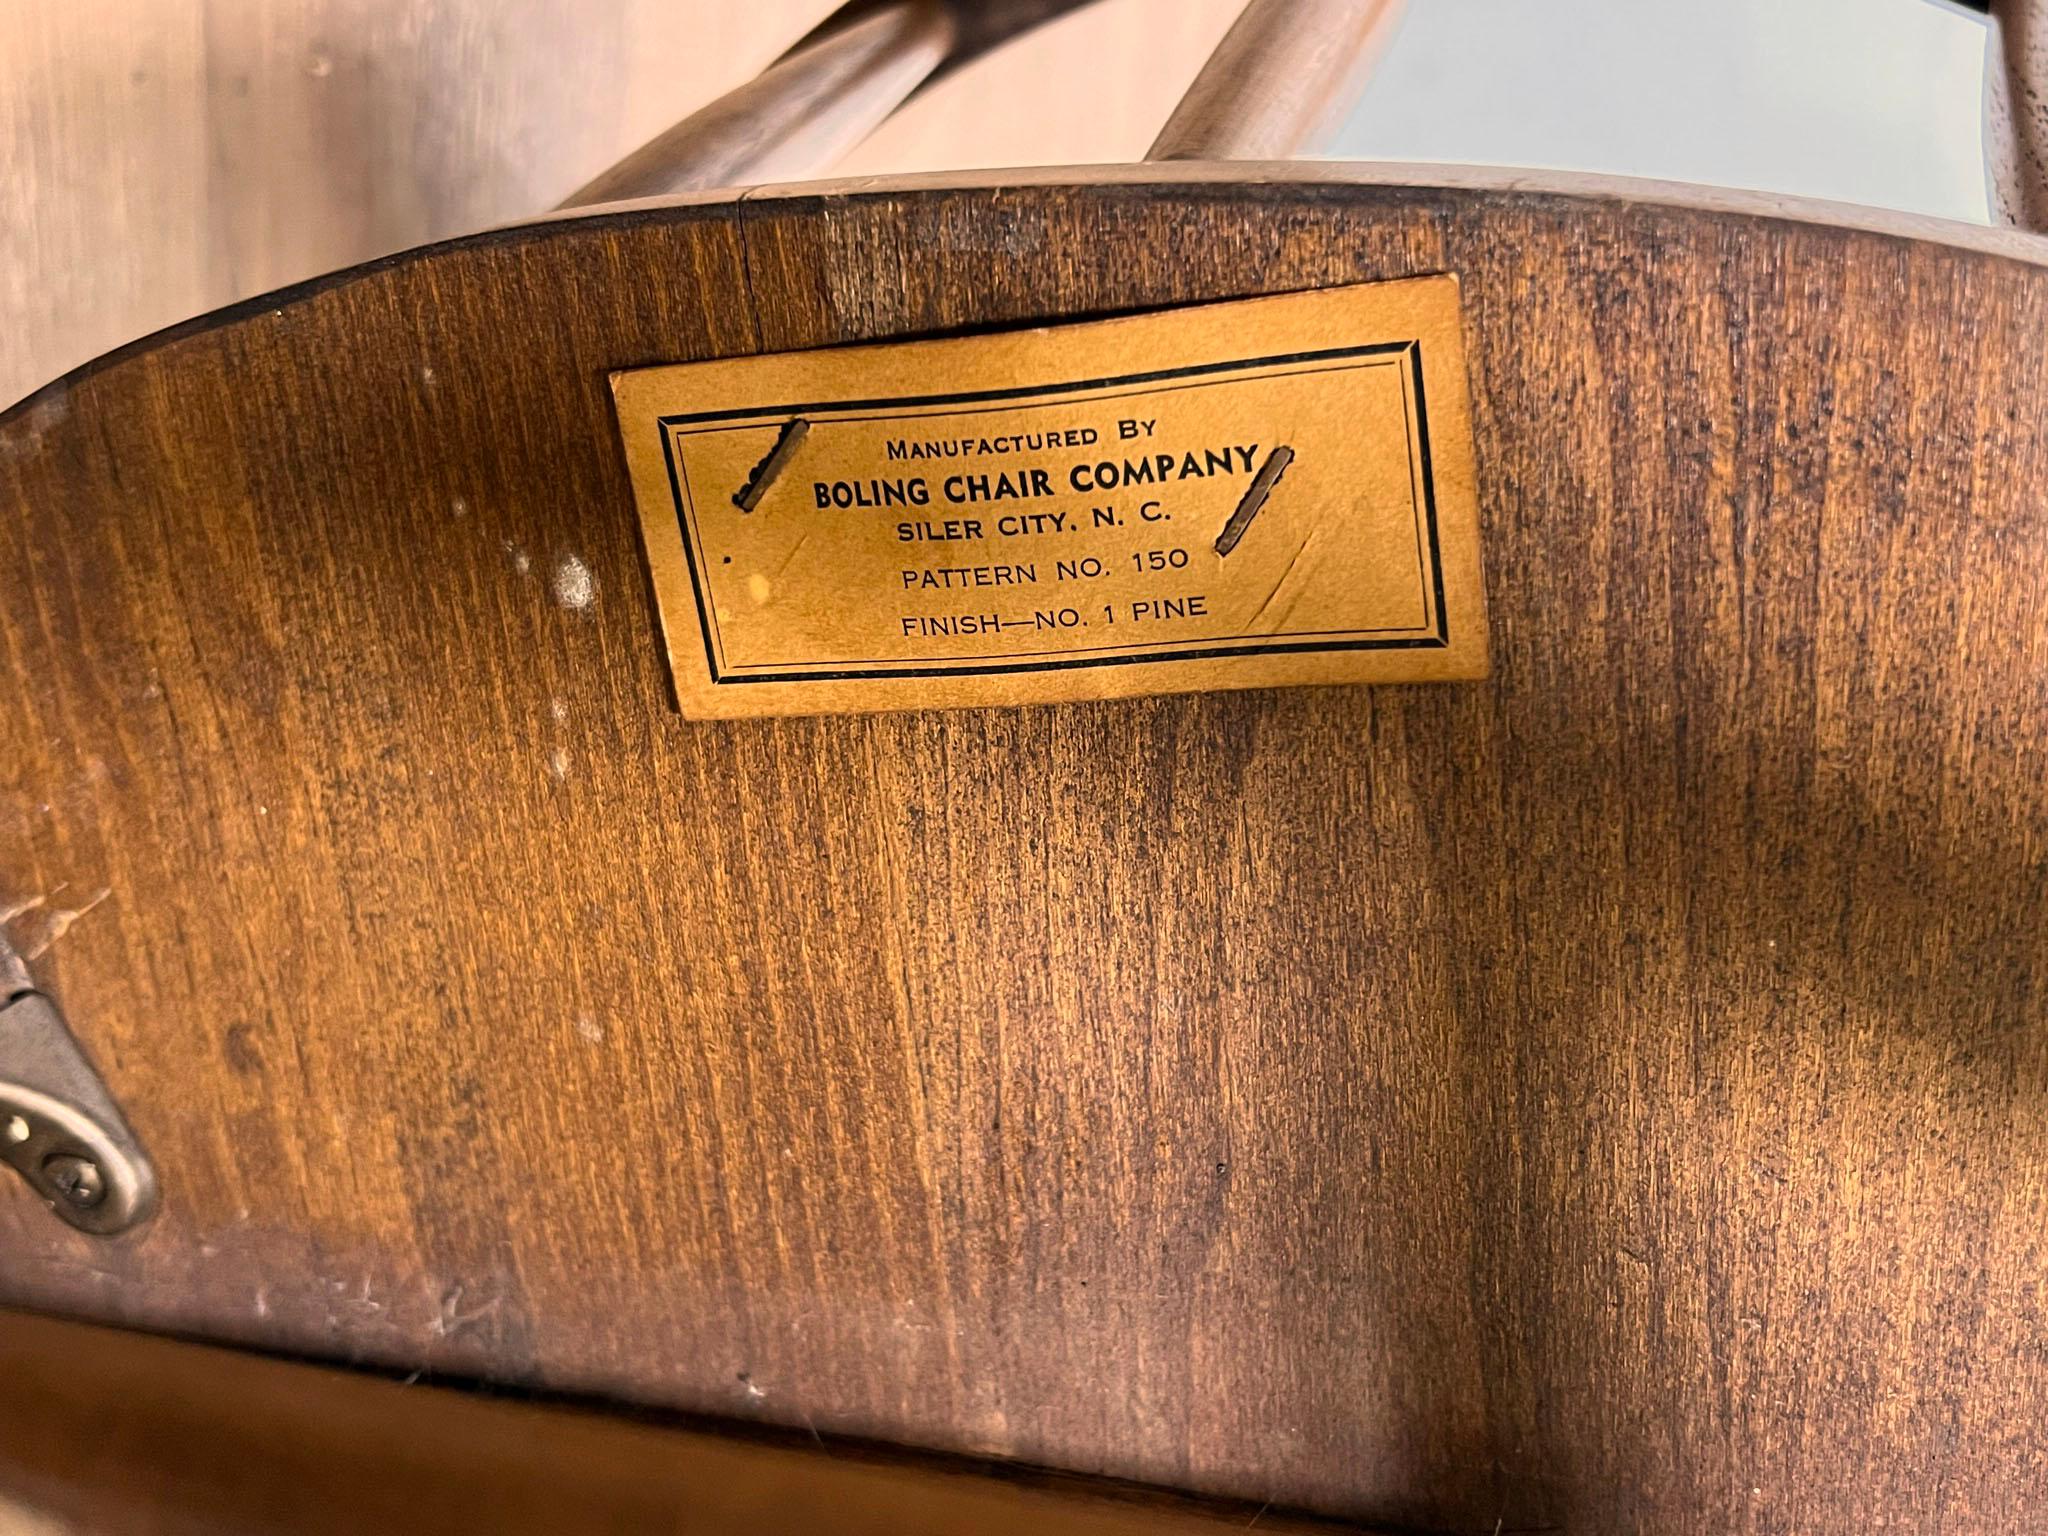 Manufactured By
BOLING CHAIR COMPANY
SILER CITY, N. C.
PATTERN NO. 150
FINISH—NO. 1 PINE